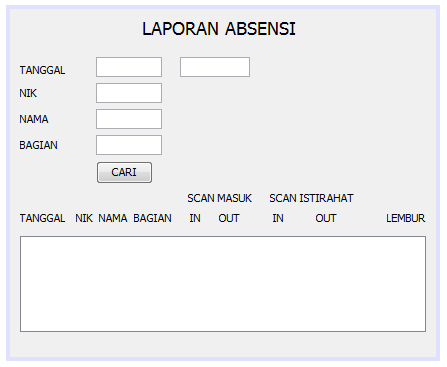 LAPORAN ABSENSI
TANGGAL
NIK
NAMA
BAGIAN
CARI
SCAN MASUK SCAN ISTIRAHAT
TANGGAL NIK NAMA BAGIAN IN OUT IN OUT LEMBUR